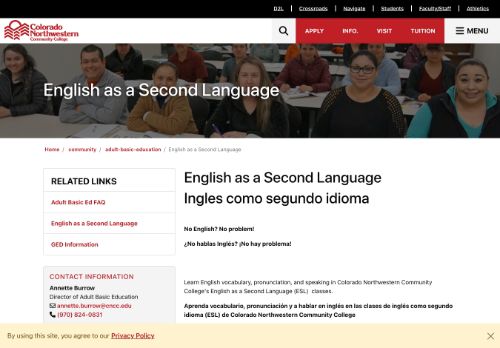 D2L | Crossroads | Navigate | Students | Faculty/Staff | Athletics
Colorado
Northwestern
Community College
APPLY INFO. VISIT TUITION MENU
English as a Second Language
Home / community / adult-basic-education / English as a Second Language
RELATED LINKS
Adult Basic Ed FAQ
English as a Second Language
GED Information
CONTACT INFORMATION
Annette Burrow
Director of Adult Basic Education
annette.burrow@cncc.edu
(970) 824-0831
English as a Second Language
Ingles como segundo idioma
No English? No problem!
¿No hablas Inglés? ¡No hay problema!
Learn English vocabulary, pronunciation, and speaking in Colorado Northwestern Community
College's English as a Second Language (ESL) classes.
Aprenda vocabulario, pronunciación y a hablar en inglés en las clases de inglés como segundo
idioma (ESL) de Colorado Northwestern Community College
By using this site, you agree to our Privacy Policy